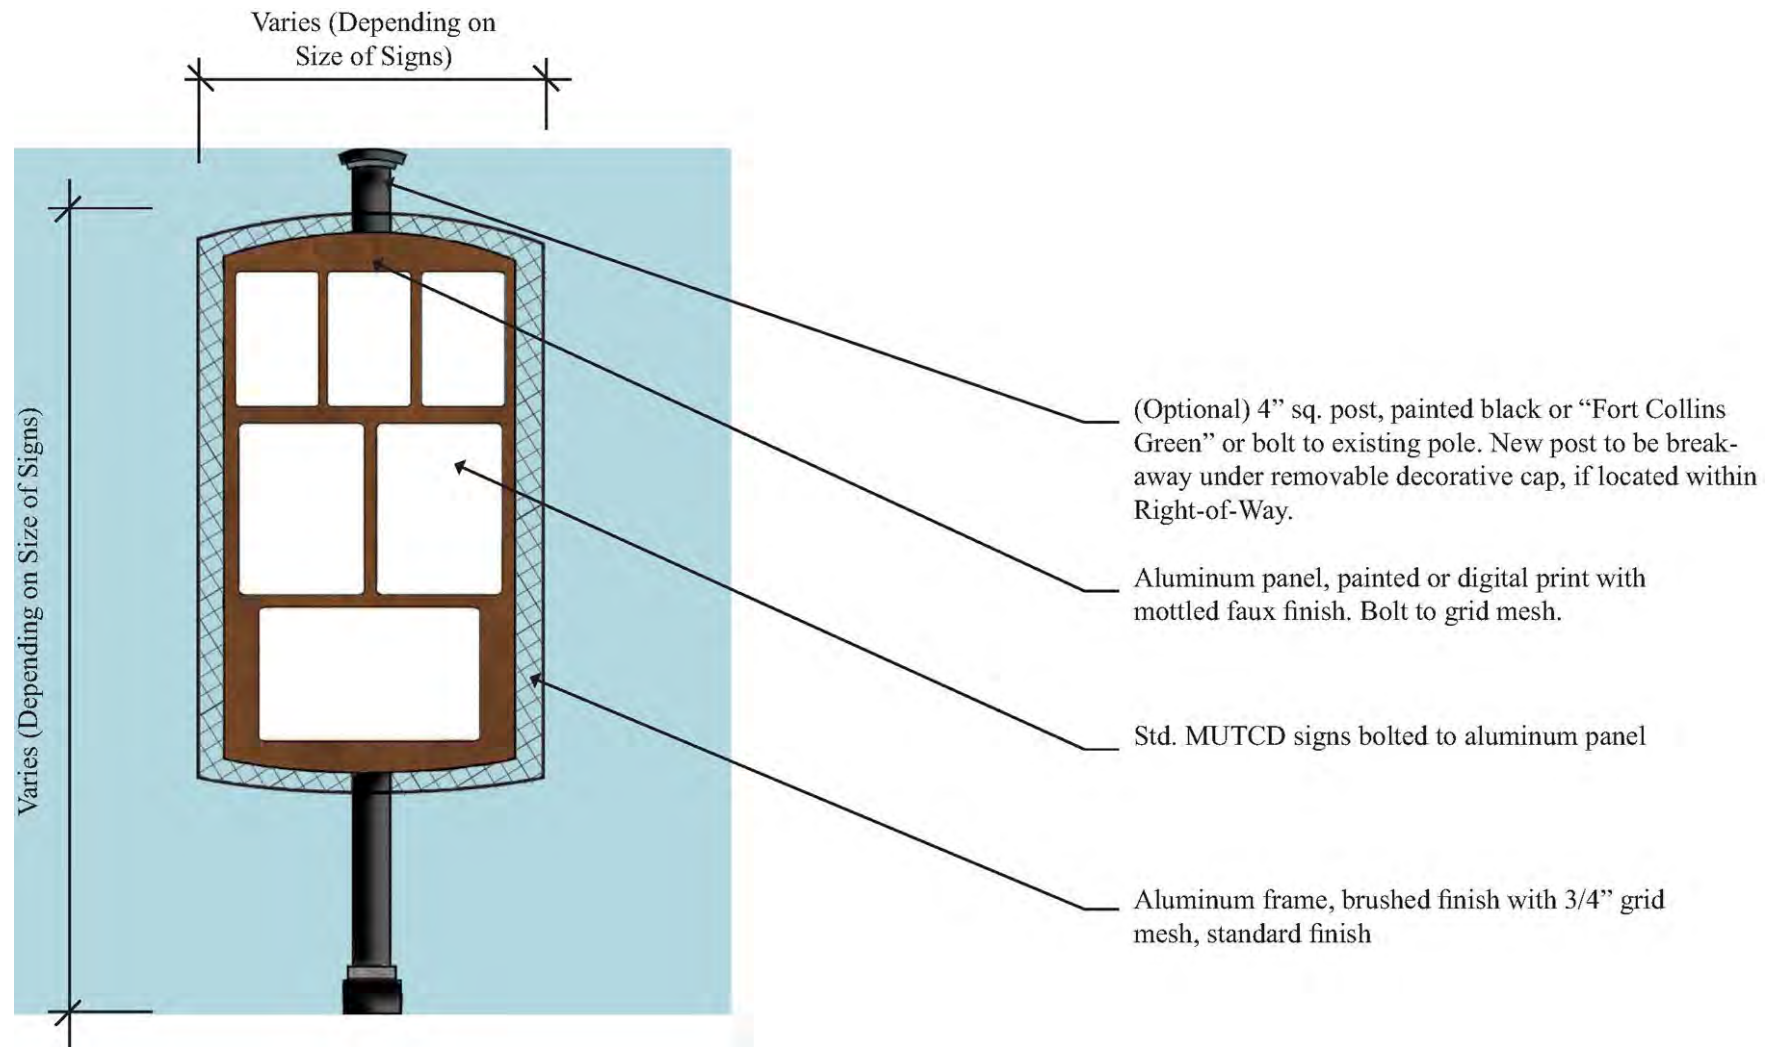 Varies (Depending on
Size of Signs)
Varies (Depending on Size of Signs)
(Optional) 4” sq. post, painted black or “Fort Collins
Green” or bolt to existing pole. New post to be break-
away under removable decorative cap, if located within
Right-of-Way.
Aluminum panel, painted or digital print with
mottled faux finish. Bolt to grid mesh.
Std. MUTCD signs bolted to aluminum panel
Aluminum frame, brushed finish with 3/4” grid
mesh, standard finish